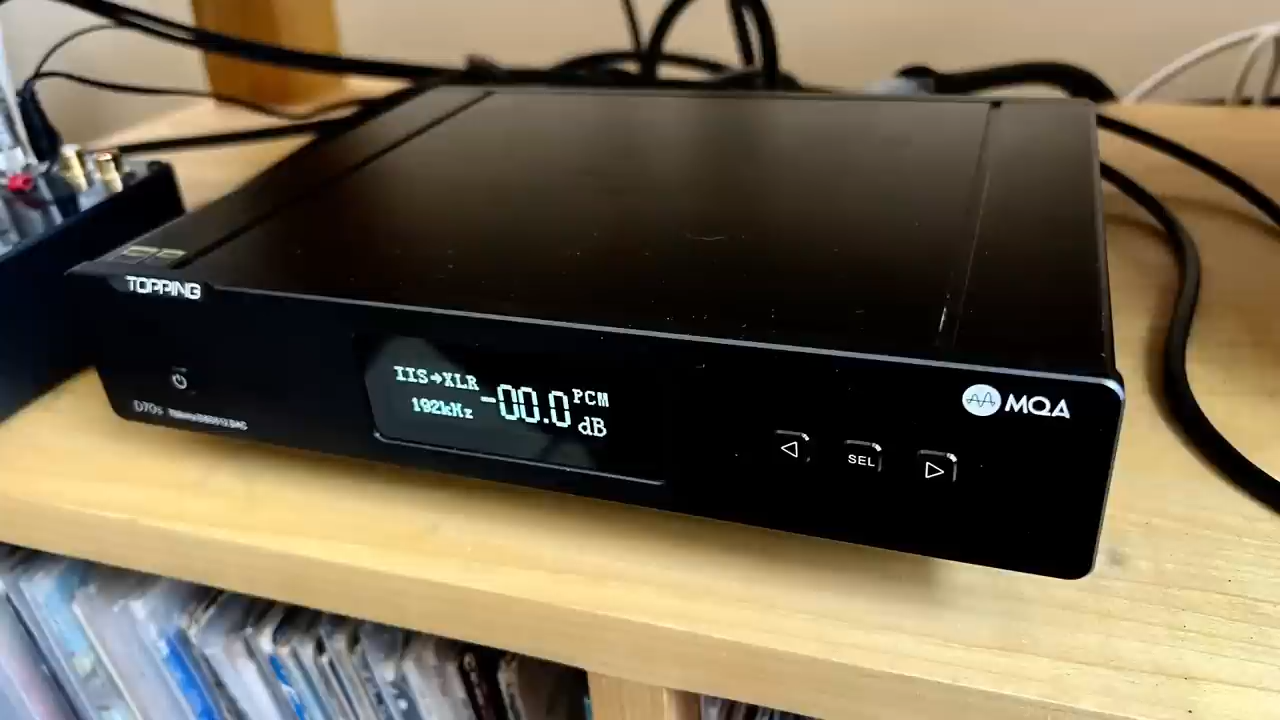 TOPPING
D70s
IIS→XLR
192kHz
-00.0
PCM
dB
SEL
MQA